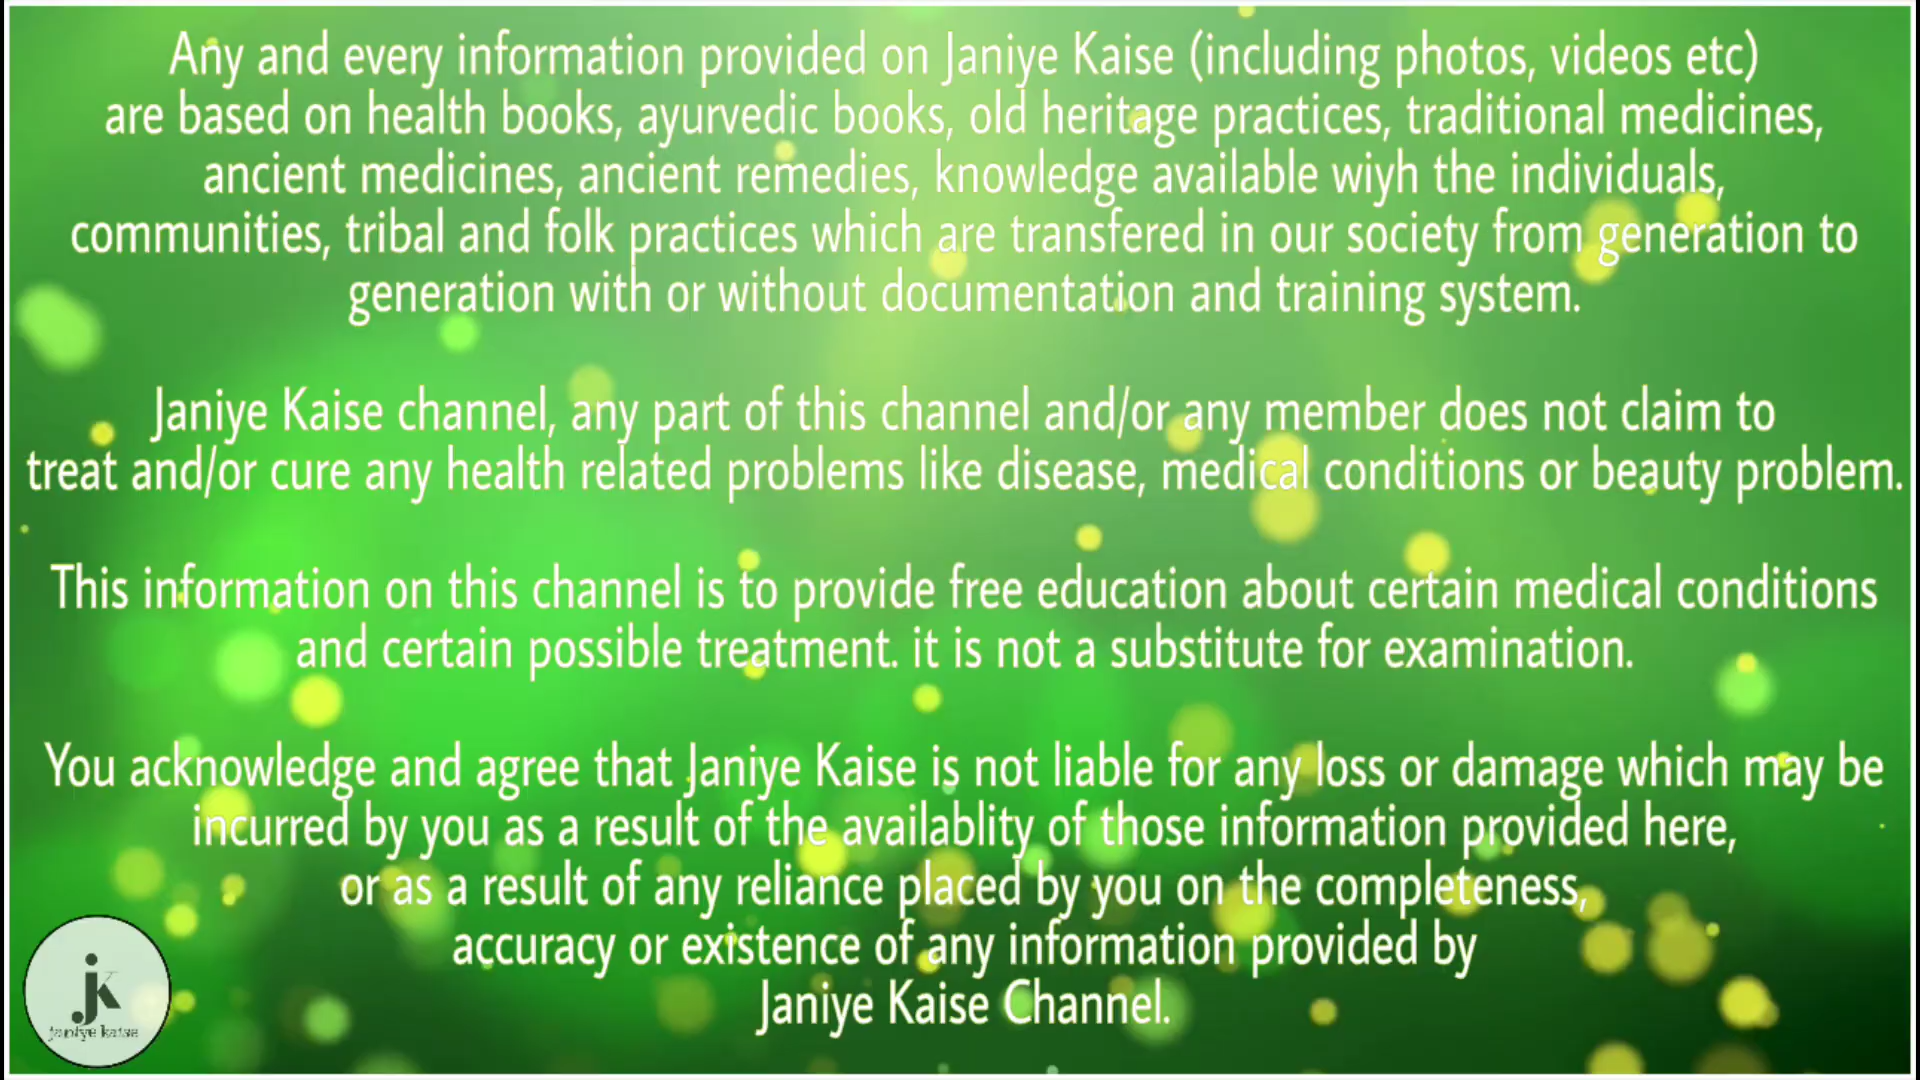 Any and every information provided on Janiye Kaise (including photos, videos etc)
are based on health books, ayurvedic books, old heritage practices, traditional medicines,
ancient medicines, ancient remedies, knowledge available wiyh the individuals,
communities, tribal and folk practices which are transfered in our society from generation to
generation with or without documentation and training system.
Janiye Kaise channel, any part of this channel and/or any member does not claim to
treat and/or cure any health related problems like disease, medical conditions or beauty problem.
This information on this channel is to provide free education about certain medical conditions
and certain possible treatment. it is not a substitute for examination.
You acknowledge and agree that Janiye Kaise is not liable for any loss or damage which may be
incurred by you as a result of the availablity of those information provided here,
or as a result of any reliance placed by you on the completeness,
accuracy or existence of any information provided by
Janiye Kaise Channel.
jK
janiye kaise